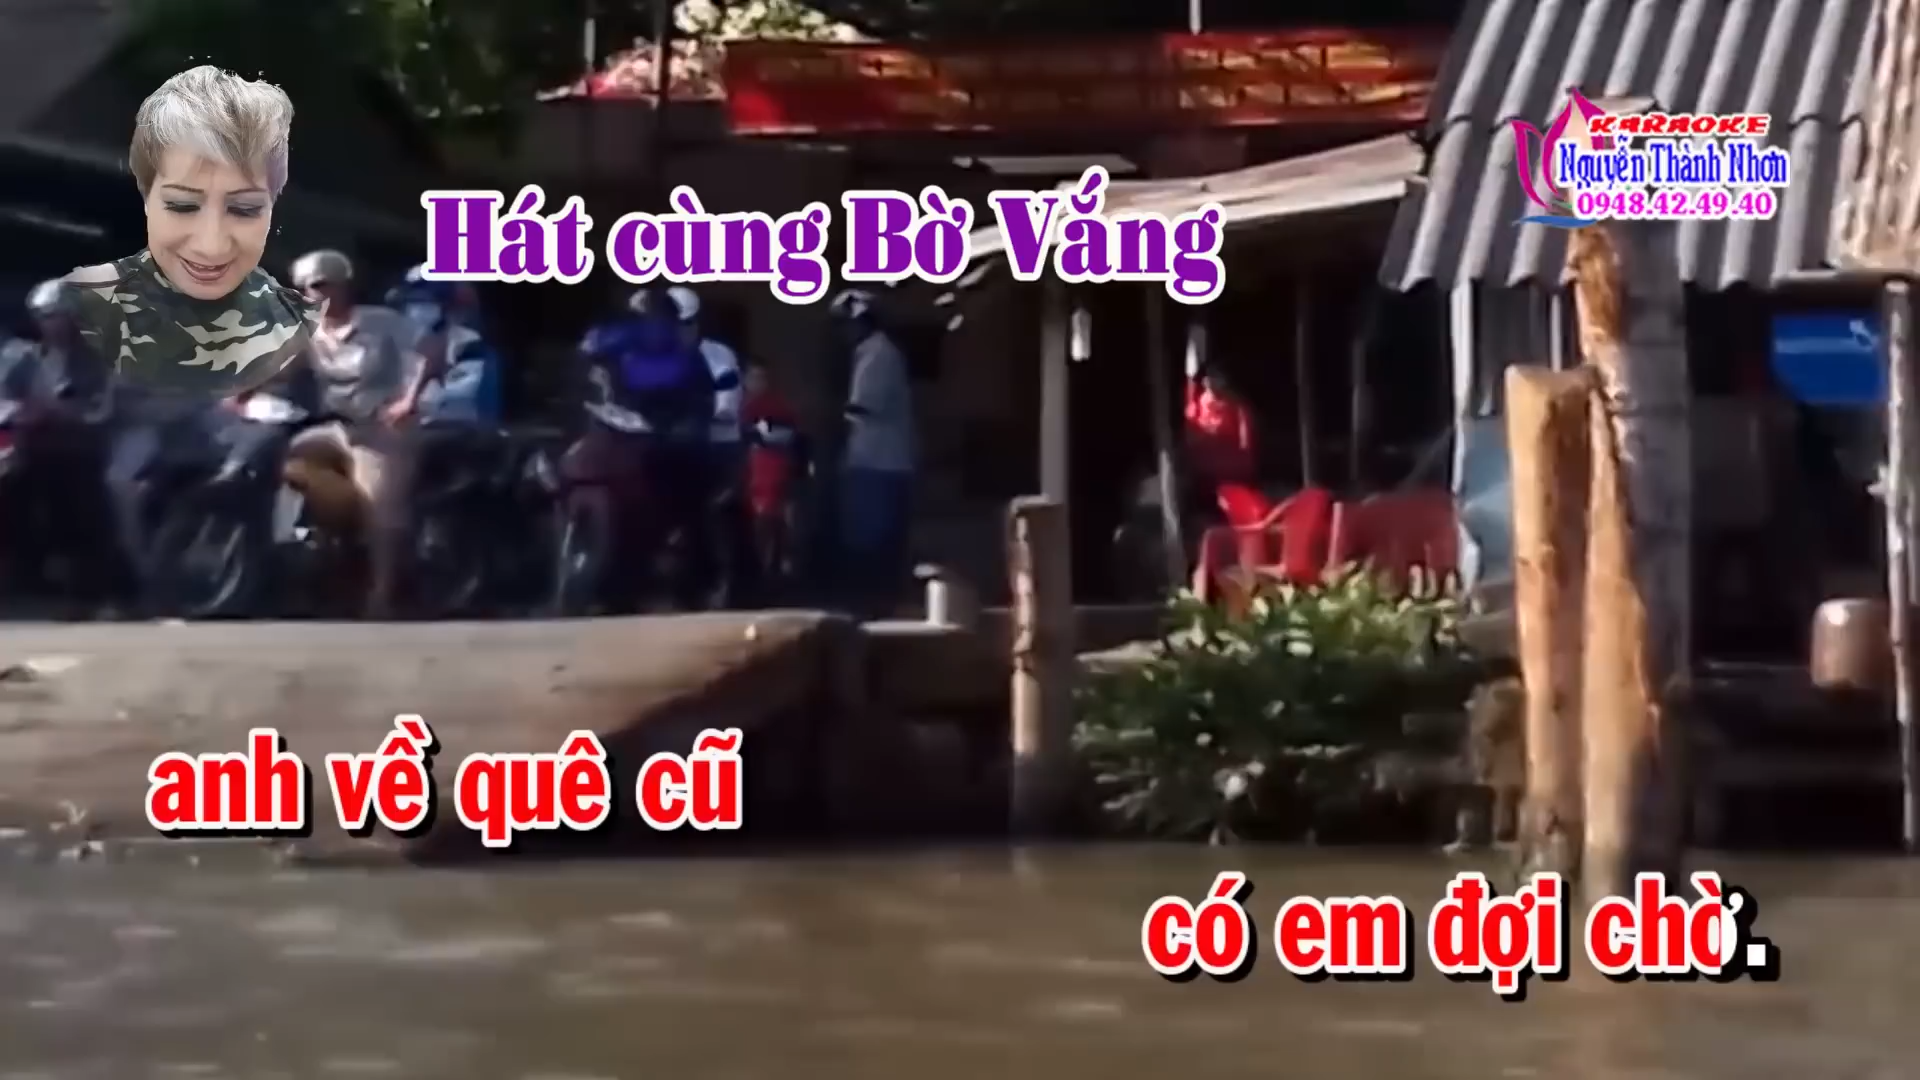 KARAOKE
Nguyễn Thành Nhơn
0948.42.49.40
Hát cùng Bờ Vắng
anh về quê cũ
có em đợi chờ.